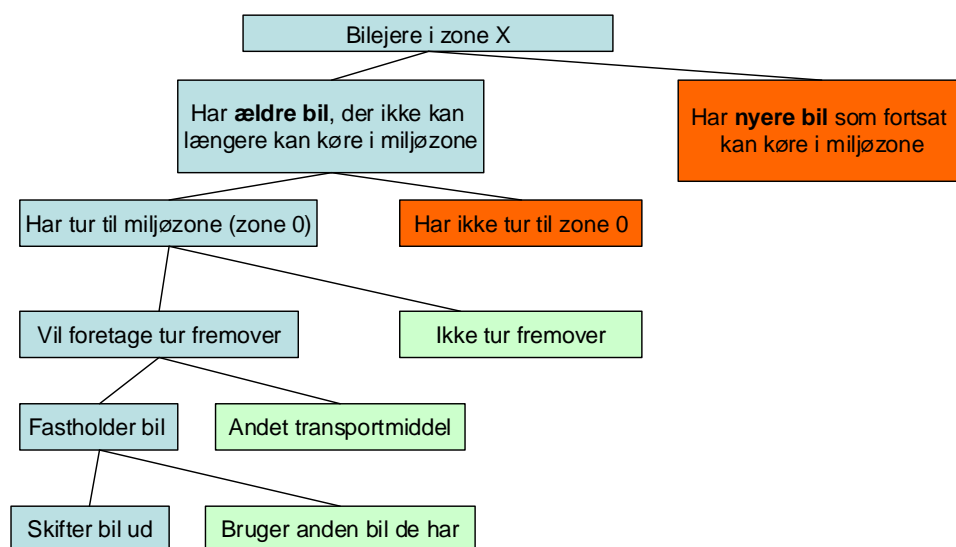 Bilejere i zone X
Har ældre bil, der ikke kan
længere kan køre i miljøzone
Har nyere bil som fortsat
kan køre i miljøzone
Har tur til miljøzone (zone 0)
Har ikke tur til zone 0
Vil foretage tur fremover
Ikke tur fremover
Fastholder bil
Andet transportmiddel
Skifter bil ud
Bruger anden bil de har